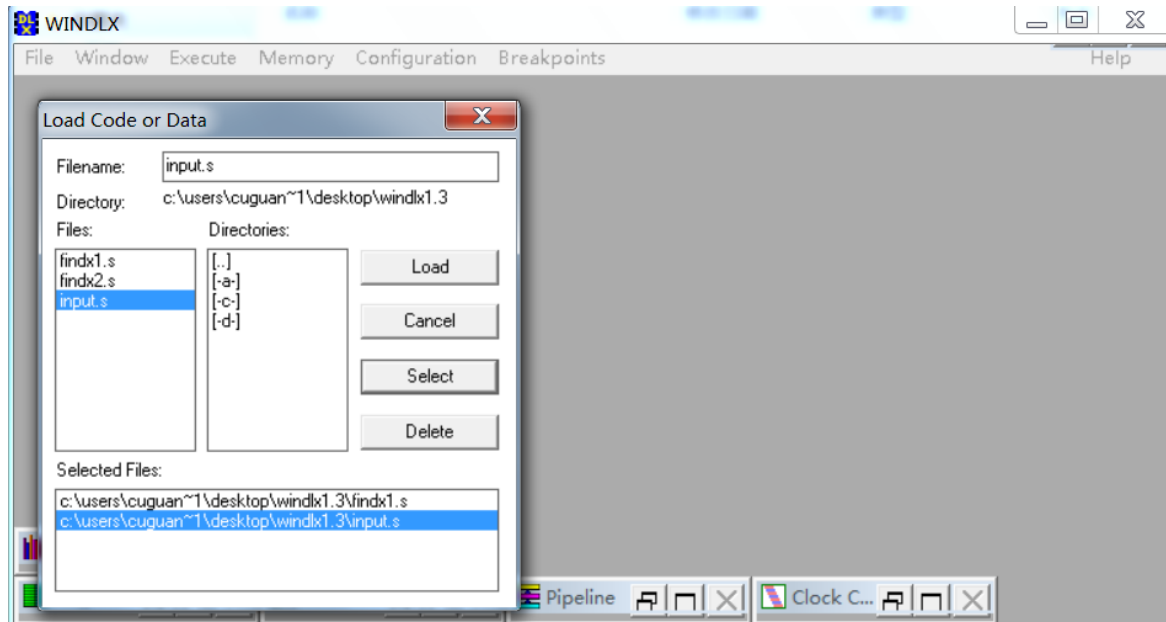 WINDLX
File Window Execute Memory Configuration Breakpoints Help
Load Code or Data
Filename: input.s
Directory: c:\users\cuguan~1\desktop\windlx1.3
Files: Directories:
findx1.s [..]
findx2.s [-a-]
input.s [-c-]
[-d-]
Load
Cancel
Select
Delete
Selected Files:
c:\users\cuguan~1\desktop\windlx1.3\findx1.s
c:\users\cuguan~1\desktop\windlx1.3\input.s
Pipeline Clock C...